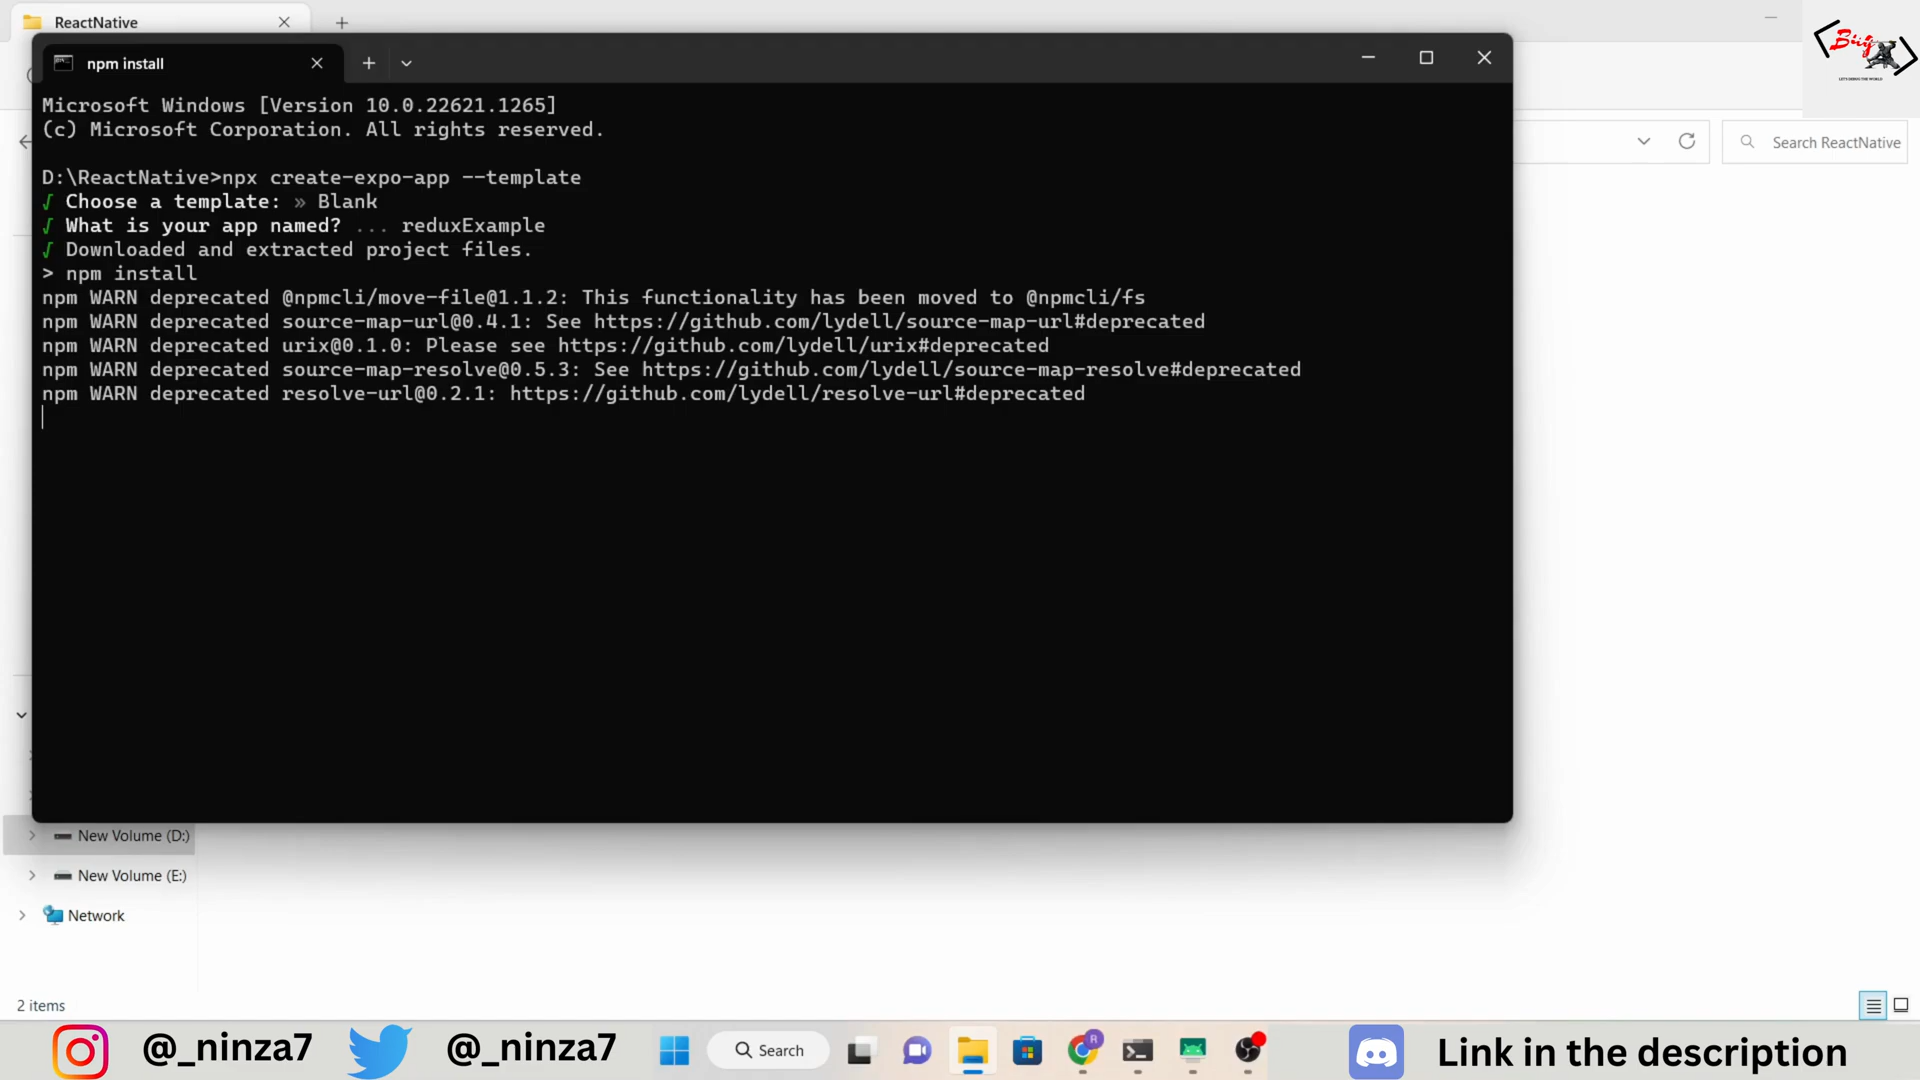 ReactNative
npm install
Microsoft Windows [Version 10.0.22621.1265]
(c) Microsoft Corporation. All rights reserved.
D:\ReactNative>npx create-expo-app --template
√ Choose a template: » Blank
√ What is your app named? ... reduxExample
√ Downloaded and extracted project files.
> npm install
npm WARN deprecated @npmcli/move-file@1.1.2: This functionality has been moved to @npmcli/fs
npm WARN deprecated source-map-url@0.4.1: See https://github.com/lydell/source-map-url#deprecated
npm WARN deprecated urix@0.1.0: Please see https://github.com/lydell/urix#deprecated
npm WARN deprecated source-map-resolve@0.5.3: See https://github.com/lydell/source-map-resolve#deprecated
npm WARN deprecated resolve-url@0.2.1: https://github.com/lydell/resolve-url#deprecated
Bug
LET'S DEBUG THE WORLD
Search ReactNative
New Volume (D:)
New Volume (E:)
Network
2 items
@_ninza7
@_ninza7
Search
R
Link in the description